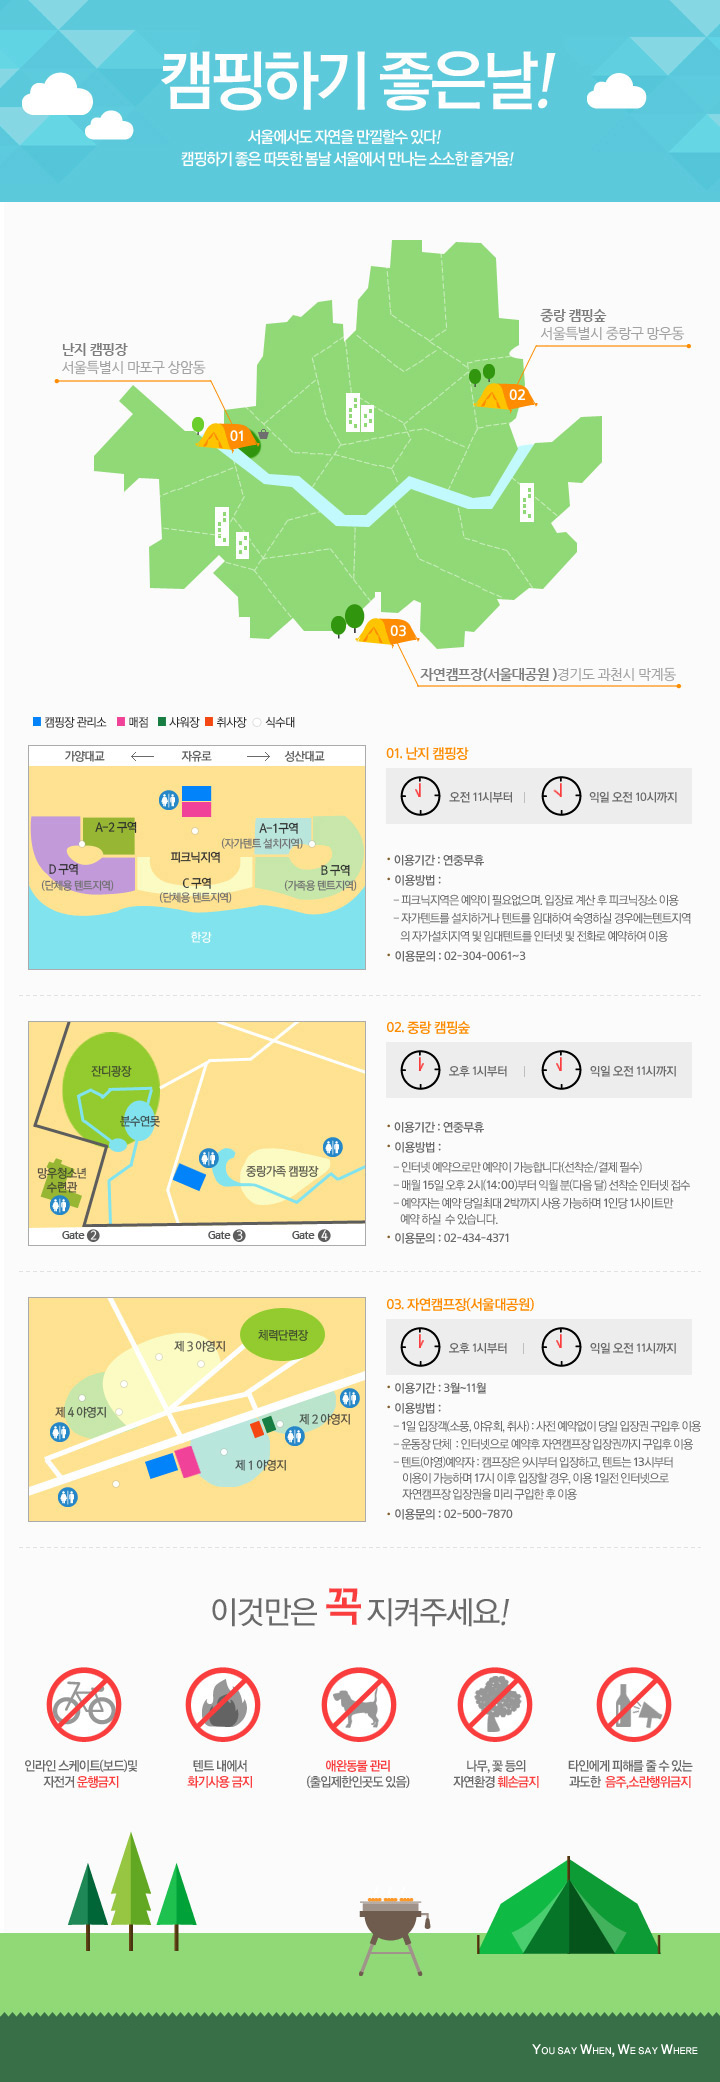 캠핑하기 좋은날!
서울에서도 자연을 만낄할수 있다!
캠핑하기 좋은 따뜻한 봄날 서울에서 만나는 소소한 즐거움!
중랑 캠핑숲
서울특별시 중랑구 망우동
난지 캠핑장
서울특별시 마포구 상암동
02
01
03
자연캠프장(서울대공원 )경기도 과천시 막계동
캠핑장 관리소 매점 샤워장 취사장 식수대
가양대교 자유로 성산대교
A-2 구역
A-1구역
(자가텐트 설치지역)
피크닉지역
D 구역
(단체용 텐트지역)
C 구역
(단체용 텐트지역)
B 구역
(가족용 텐트지역)
한강
01. 난지 캠핑장
오전 11시부터 | 익일 오전 10시까지
• 이용기간 : 연중무휴
• 이용방법 :
– 피크닉지역은 예약이 필요없으며. 입장료 계산 후 피크닉장소 이용
– 자가텐트를 설치하거나 텐트를 임대하여 숙영하실 경우에는텐트지역
의 자가설치지역 및 임대텐트를 인터넷 및 전화로 예약하여 이용
• 이용문의 : 02-304-0061~3
잔디광장
분수연못
망우청소년
수련관
중랑가족 캠핑장
Gate 2 Gate 3 Gate 4
02. 중랑 캠핑숲
오후 1시부터 | 익일 오전 11시까지
• 이용기간 : 연중무휴
• 이용방법 :
– 인터넷 예약으로만 예약이 가능합니다(선착순/결제 필수)
– 매월 15일 오후 2시(14:00)부터 익월 분(다음 달) 선착순 인터넷 접수
– 예약자는 예약 당일최대 2박까지 사용 가능하며 1인당 1사이트만
예약 하실 수 있습니다.
• 이용문의 : 02-434-4371
체력단련장
제 3 야영지
제 4 야영지
제 2 야영지
제 1 야영지
03. 자연캠프장(서울대공원)
오후 1시부터 | 익일 오전 11시까지
• 이용기간 : 3월~11월
• 이용방법 :
– 1일 입장객(소풍, 야유회, 취사) : 사전 예약없이 당일 입장권 구입후 이용
– 운동장 단체 : 인터넷으로 예약후 자연캠프장 입장권까지 구입후 이용
– 텐트(야영)예약자 : 캠프장은 9시부터 입장하고, 텐트는 13시부터
이용이 가능하며 17시 이후 입장할 경우, 이용 1일전 인터넷으로
자연캠프장 입장권을 미리 구입한 후 이용
• 이용문의 : 02-500-7870
이것만은 꼭 지켜주세요!
인라인 스케이트(보드)및
자전거 운행금지
텐트 내에서
화기사용 금지
애완동물 관리
(출입제한인곳도 있음)
나무, 꽃 등의
자연환경 훼손금지
타인에게 피해를 줄 수 있는
과도한 음주,소란행위금지
YOU SAY WHEN, WE SAY WHERE